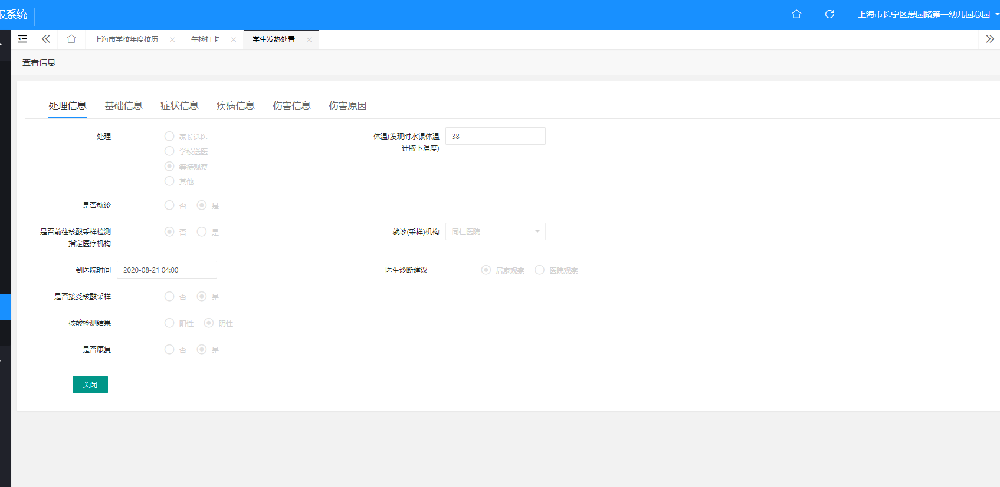 报系统
上海市长宁区愚园路第一幼儿园总园
上海市学校年度校历
午检打卡
学生发热处置
查看信息
处理信息 基础信息 症状信息 疾病信息 伤害信息 伤害原因
处理
家长送医
学校送医
等待观察
其他
体温(发现时水银体温
计腋下温度)
38
是否就诊
否 是
是否前往核酸采样检测
指定医疗机构
否 是
就诊(采样)机构
同仁医院
到医院时间
2020-08-21 04:00
医生诊断建议
居家观察 医院观察
是否接受核酸采样
否 是
核酸检测结果
阳性 阴性
是否康复
否 是
关闭